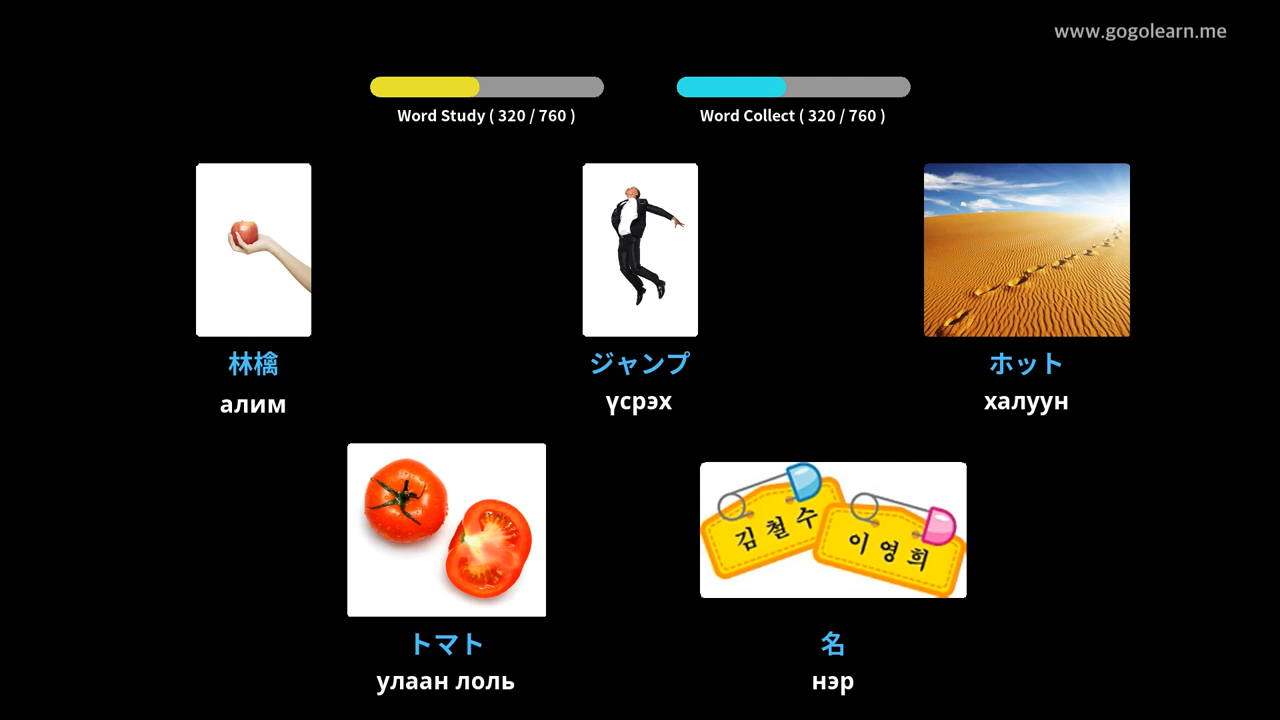 www.gogolearn.me
Word Study ( 320 / 760 )
Word Collect ( 320 / 760 )
林檎
ジャンプ
ホット
алим
үсрэх
халуун
김철수
이영희
トマト
名
улаан лоль
нэр